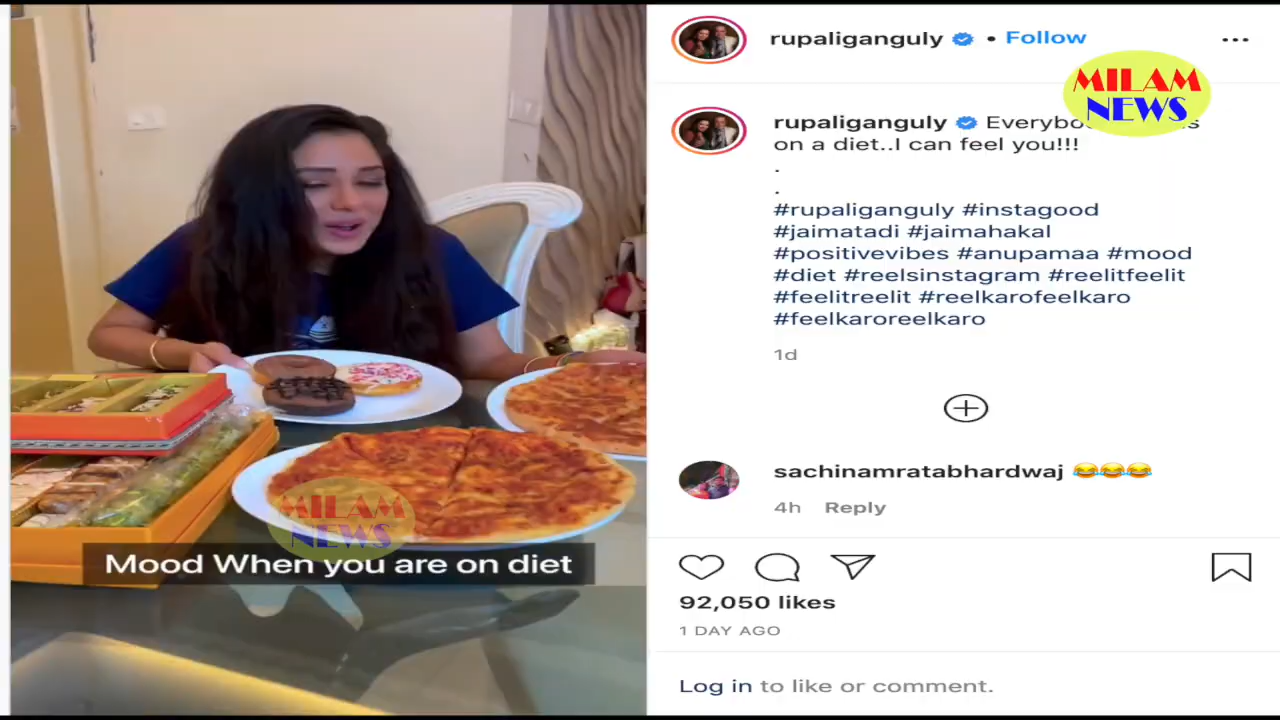 rupaliganguly • Follow
MILAM
NEWS
rupaliganguly
on a diet..I can feel you!!!
.
.
#rupaliganguly #instagood
#jaimatadi #jaimahakal
#positivevibes #anupamaa #mood
#diet #reelsinstagram #reelitfeelit
#feelitreelit #reelkarofeelkaro
#feelkaroreelkaro
1d
sachinamratabhardwaj 😂😂😂
4h Reply
92,050 likes
1 DAY AGO
Log in to like or comment.
MILAM
NEWS
Mood When you are on diet